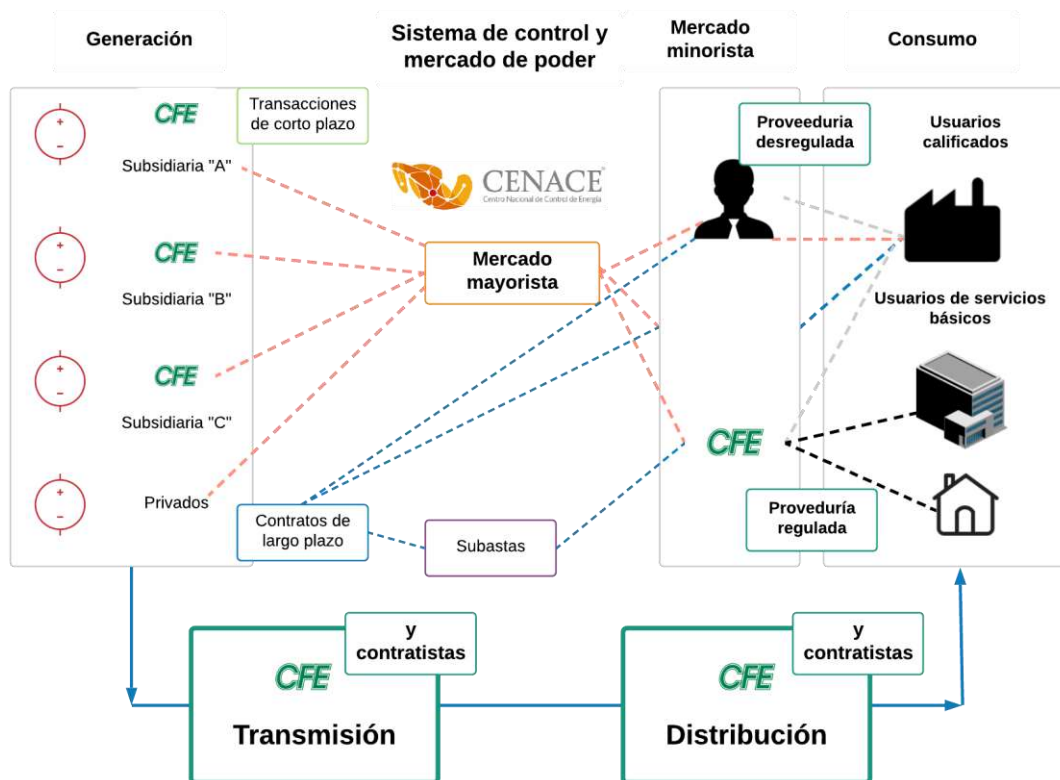 Generación
Sistema de control y
mercado de poder
Mercado
minorista
Consumo
CFE
Subsidiaria "A"
Transacciones
de corto plazo
CENACE
Centro Nacional de Control de Energía
Proveeduria
desregulada
Usuarios
calificados
CFE
Subsidiaria "B"
Mercado
mayorista
Usuarios de servicios
básicos
CFE
Subsidiaria "C"
CFE
Privados
Contratos de
largo plazo
Subastas
Proveduría
regulada
y
contratistas
CFE
Transmisión
y
contratistas
CFE
Distribución